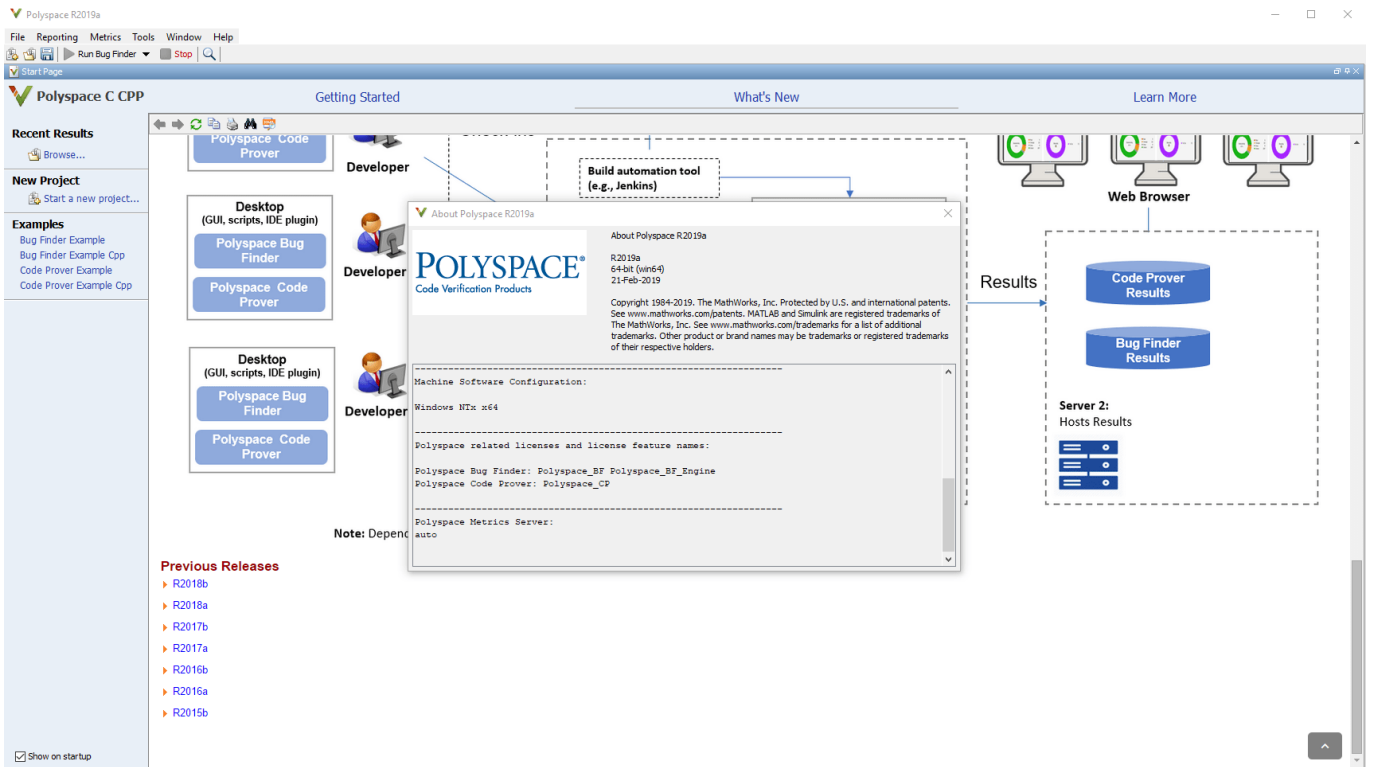 Polyspace R2019a
File Reporting Metrics Tools Window Help
Run Bug Finder Stop
Start Page
Polyspace C CPP
Getting Started
What's New
Learn More
Recent Results
Browse...
New Project
Start a new project...
Examples
Bug Finder Example
Bug Finder Example Cpp
Code Prover Example
Code Prover Example Cpp
Show on startup
Polyspace Code
Prover
Developer
Build automation tool
(e.g., Jenkins)
Web Browser
Desktop
(GUI, scripts, IDE plugin)
Polyspace Bug
Finder
Polyspace Code
Prover
Developer
Desktop
(GUI, scripts, IDE plugin)
Polyspace Bug
Finder
Polyspace Code
Prover
Developer
Results
Code Prover
Results
Bug Finder
Results
Server 2:
Hosts Results
Note: Depend
About Polyspace R2019a
POLYSPACE®
Code Verification Products
About Polyspace R2019a
R2019a
64-bit (win64)
21-Feb-2019
Copyright 1984-2019. The MathWorks, Inc. Protected by U.S. and international patents.
See www.mathworks.com/patents. MATLAB and Simulink are registered trademarks of
The MathWorks, Inc. See www.mathworks.com/trademarks for a list of additional
trademarks. Other product or brand names may be trademarks or registered trademarks
of their respective holders.
Machine Software Configuration:
Windows NTx x64
Polyspace related licenses and license feature names:
Polyspace Bug Finder: Polyspace_BF Polyspace_BF_Engine
Polyspace Code Prover: Polyspace_CP
Polyspace Metrics Server:
auto
Previous Releases
R2018b
R2018a
R2017b
R2017a
R2016b
R2016a
R2015b